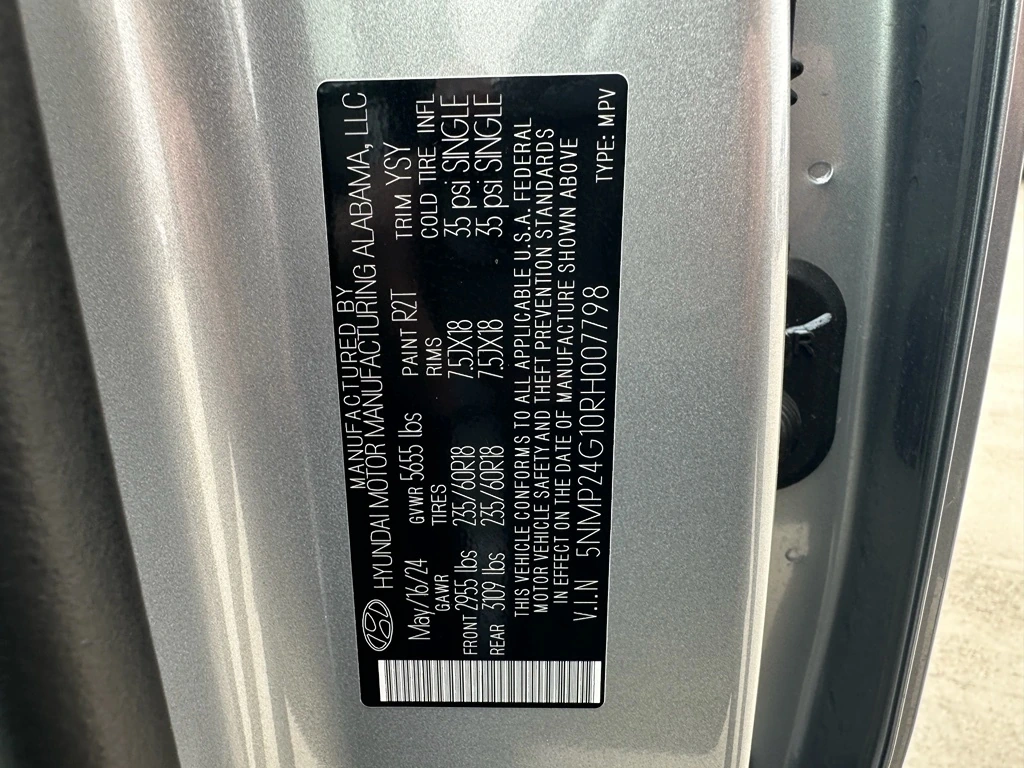 MANUFACTURED BY
HYUNDAI MOTOR MANUFACTURING ALABAMA, LLC
May/16/24 GVWR 5655 lbs PAINT R2T TRIM YSY
GAWR TIRES RIMS COLD TIRE INFL
FRONT 2955 lbs 235/60R18 7.5JX18 35 psi SINGLE
REAR 3109 lbs 235/60R18 7.5JX18 35 psi SINGLE
THIS VEHICLE CONFORMS TO ALL APPLICABLE U.S.A. FEDERAL
MOTOR VEHICLE SAFETY AND THEFT PREVENTION STANDARDS
IN EFFECT ON THE DATE OF MANUFACTURE SHOWN ABOVE
V.I.N 5NMP24G10RH007798 TYPE: MPV
R